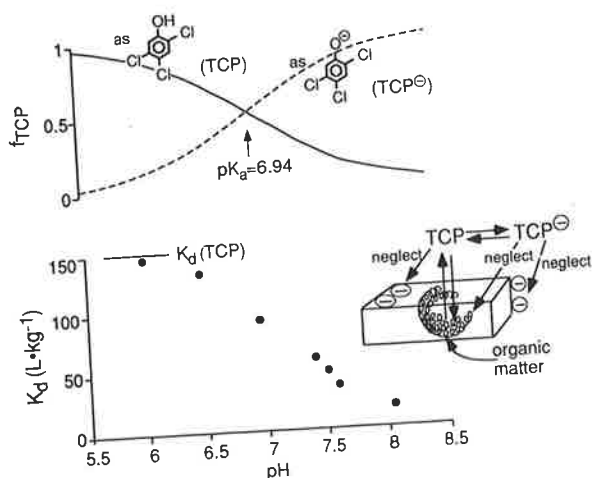 OH
as
Cl
(TCP)
Cl
Cl
O⊖
as
Cl
Cl
Cl
(TCP⊖)
1
0.5
0
fTCP
pKa=6.94
Kd (TCP)
150
100
50
0
Kd (L•kg-1)
5.5 6 6.5 7 7.5 8 8.5
pH
TCP TCP⊖
neglect neglect neglect
organic
matter